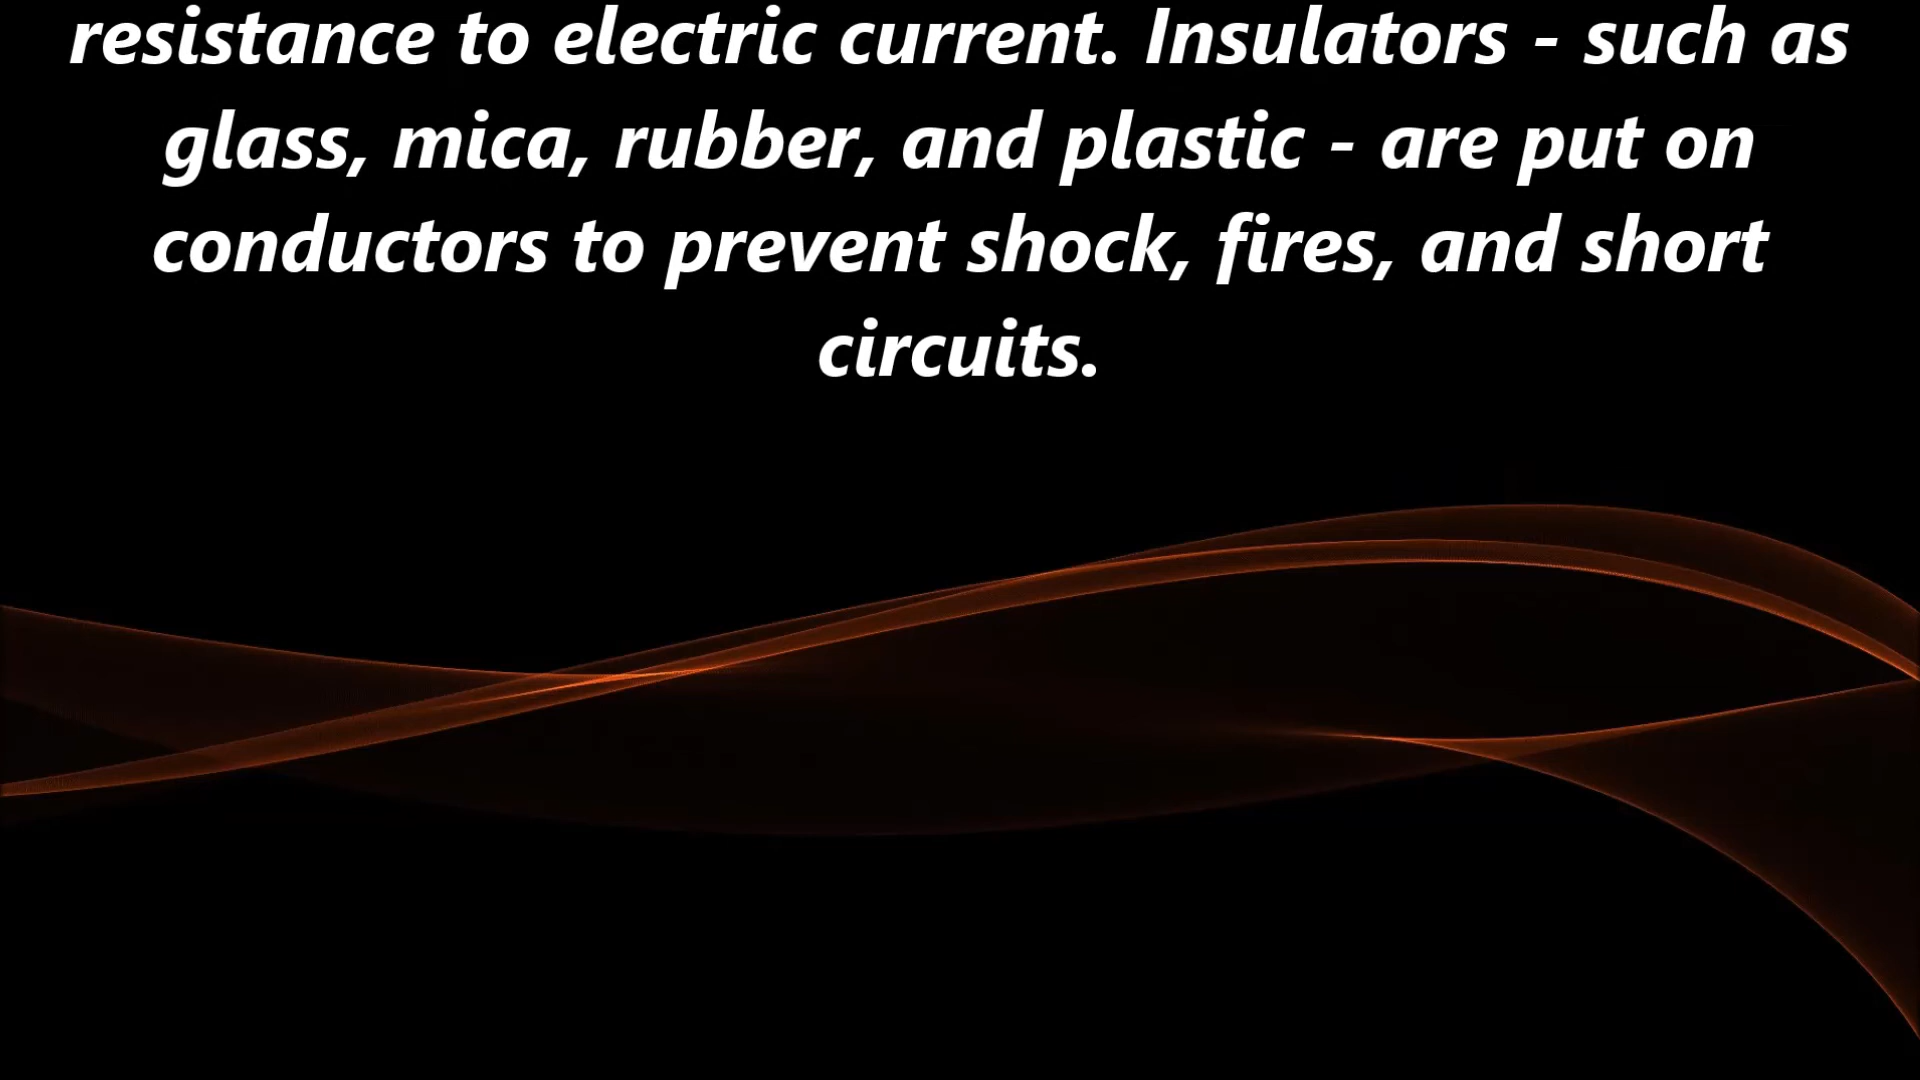 resistance to electric current. Insulators - such as
glass, mica, rubber, and plastic - are put on
conductors to prevent shock, fires, and short
circuits.